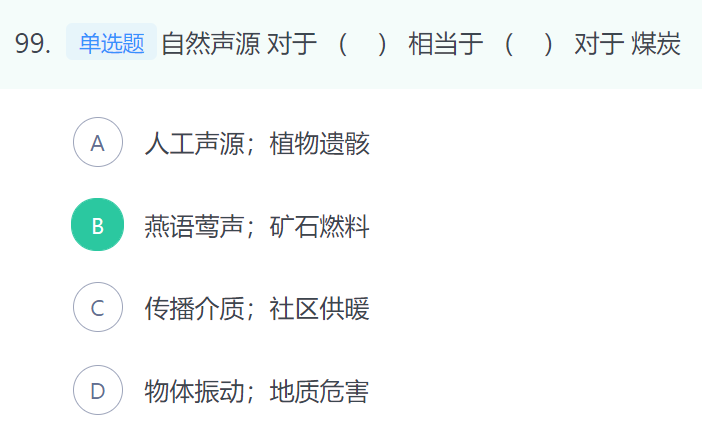 99. 单选题 自然声源 对于 （ ） 相当于 （ ） 对于 煤炭
A 人工声源；植物遗骸
B 燕语莺声；矿石燃料
C 传播介质；社区供暖
D 物体振动；地质危害